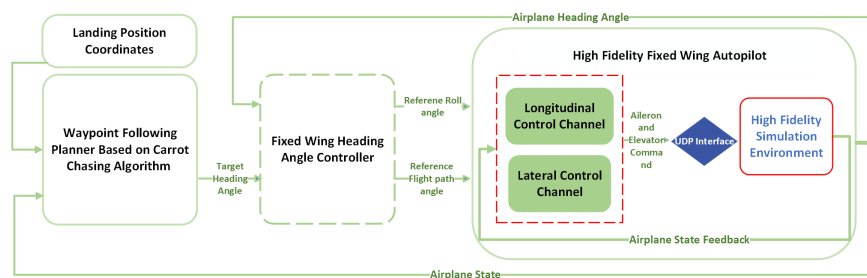 Airplane Heading Angle
Landing Position
Coordinates
High Fidelity Fixed Wing Autopilot
Waypoint Following
Planner Based on Carrot
Chasing Algorithm
Target
Heading
Angle
Fixed Wing Heading
Angle Controller
Referene Roll
angle
Reference
Flight path
angle
Longitudinal
Control Channel
Lateral Control
Channel
Aileron
and
Elevator
Comma
nd
UDP Interface
High Fidelity
Simulation
Environment
Airplane State Feedback
Airplane State